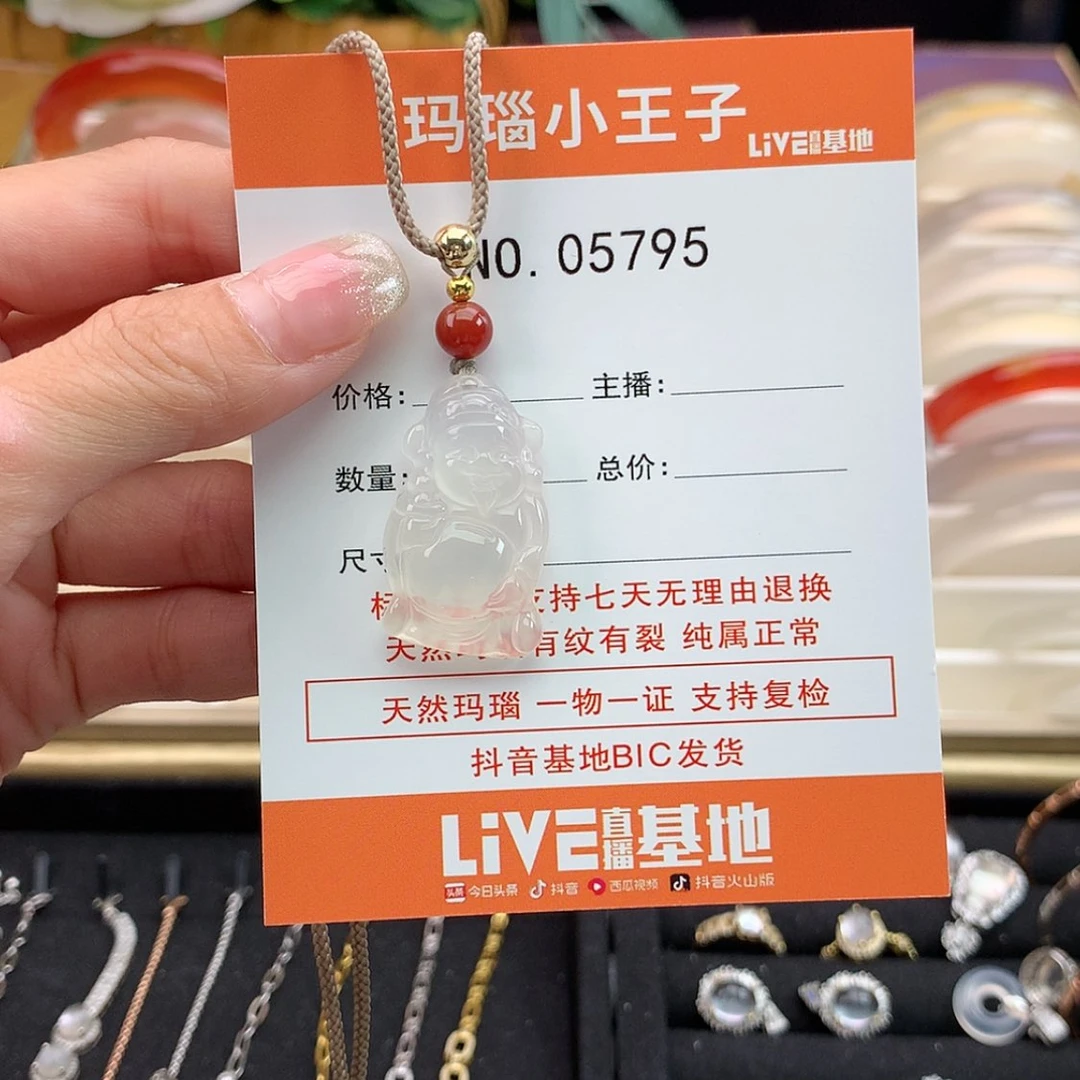 玛瑙小王子 LiVE直播基地
NO. 05795
价格: 主播:
数量: 总价:
尺寸
支持七天无理由退换
天然 有纹有裂 纯属正常
天然玛瑙 一物一证 支持复检
抖音基地BIC发货
LiVE直播基地
头条 今日头条 抖音 西瓜视频 抖音火山版